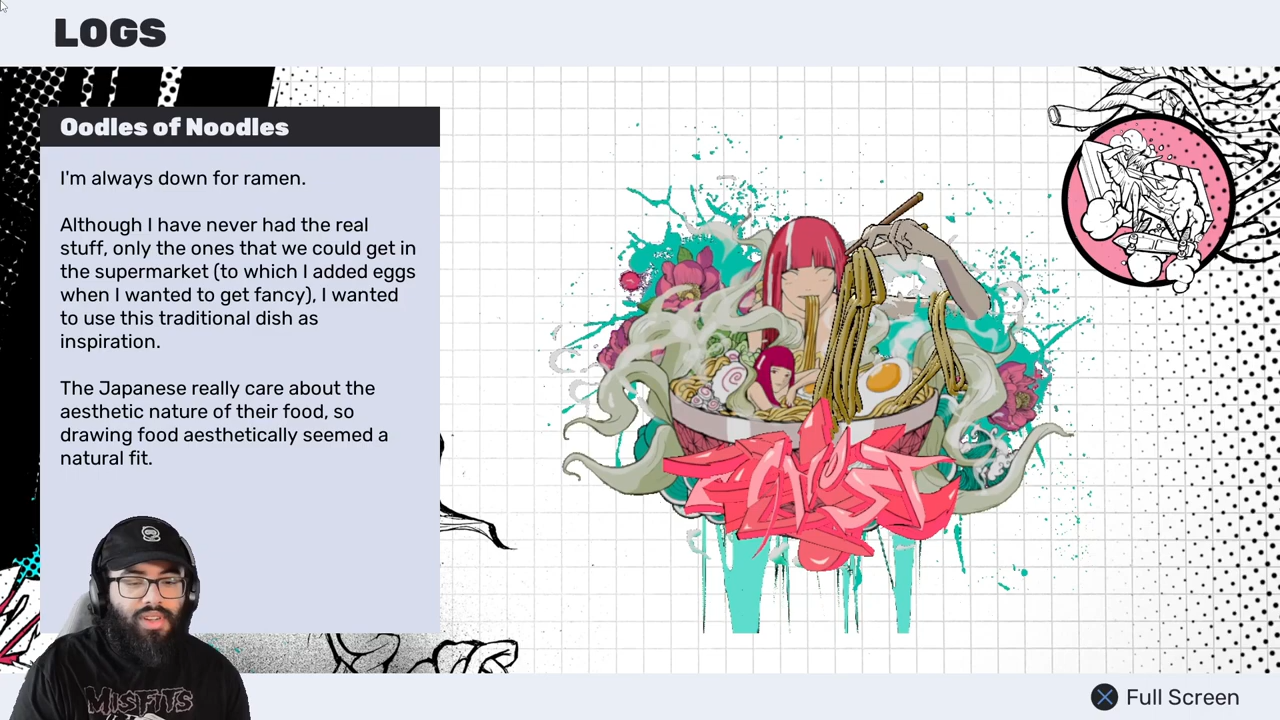 LOGS
Oodles of Noodles
I'm always down for ramen.
Although I have never had the real
stuff, only the ones that we could get in
the supermarket (to which I added eggs
when I wanted to get fancy), I wanted
to use this traditional dish as
inspiration.
The Japanese really care about the
aesthetic nature of their food, so
drawing food aesthetically seemed a
natural fit.
MISFITS
Full Screen